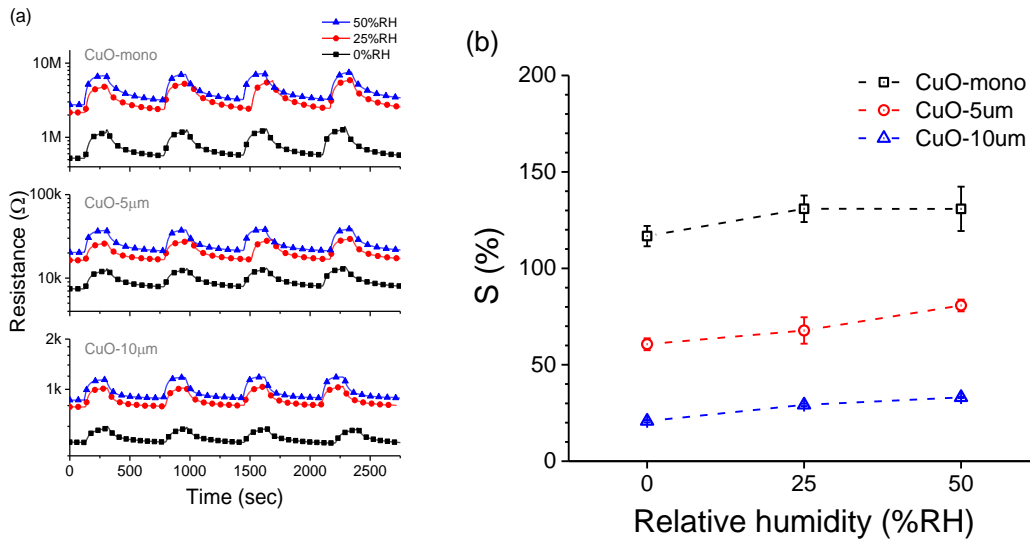 (a)
50%RH
25%RH
0%RH
CuO-mono
10M
1M
CuO-5μm
100k
10k
CuO-10μm
2k
1k
Resistance (Ω)
0 500 1000 1500 2000 2500
Time (sec)
(b)
CuO-mono
CuO-5um
CuO-10um
200
150
100
50
0
S (%)
0 25 50
Relative humidity (%RH)